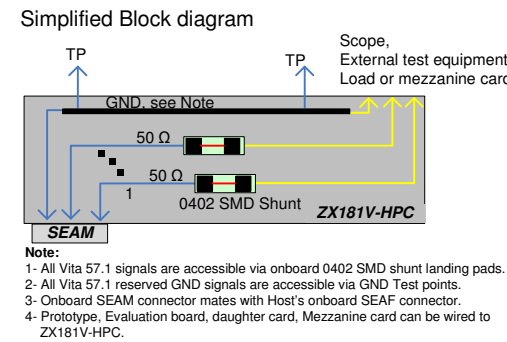 Simplified Block diagram
Scope,
TP
TP
External test equipment
Load or mezzanine card
GND, see Note
50 Ω
50 Ω
1
0402 SMD Shunt
ZX181V-HPC
SEAM
Note:
1- All Vita 57.1 signals are accessible via onboard 0402 SMD shunt landing pads.
2- All Vita 57.1 reserved GND signals are accessible via GND Test points.
3- Onboard SEAM connector mates with Host's onboard SEAF connector.
4- Prototype, Evaluation board, daughter card, Mezzanine card can be wired to
ZX181V-HPC.